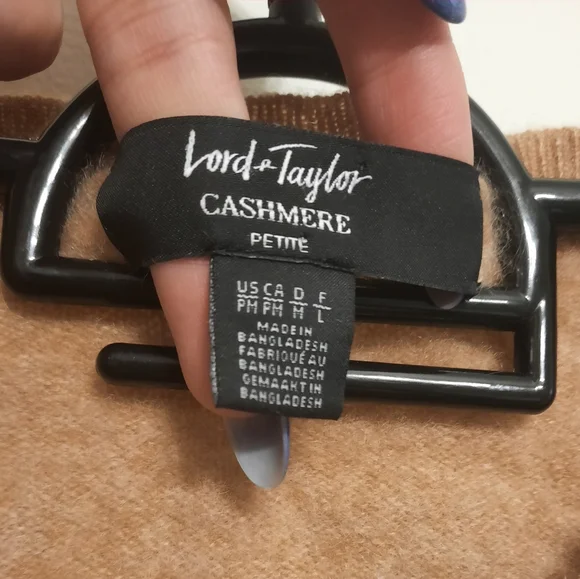 Lord + Taylor
CASHMERE
PETITE
US CA D F
PM PM M L
MADE IN
BANGLADESH
FABRIQUÉ AU
BANGLADESH
GEMAAKT IN
BANGLADESH